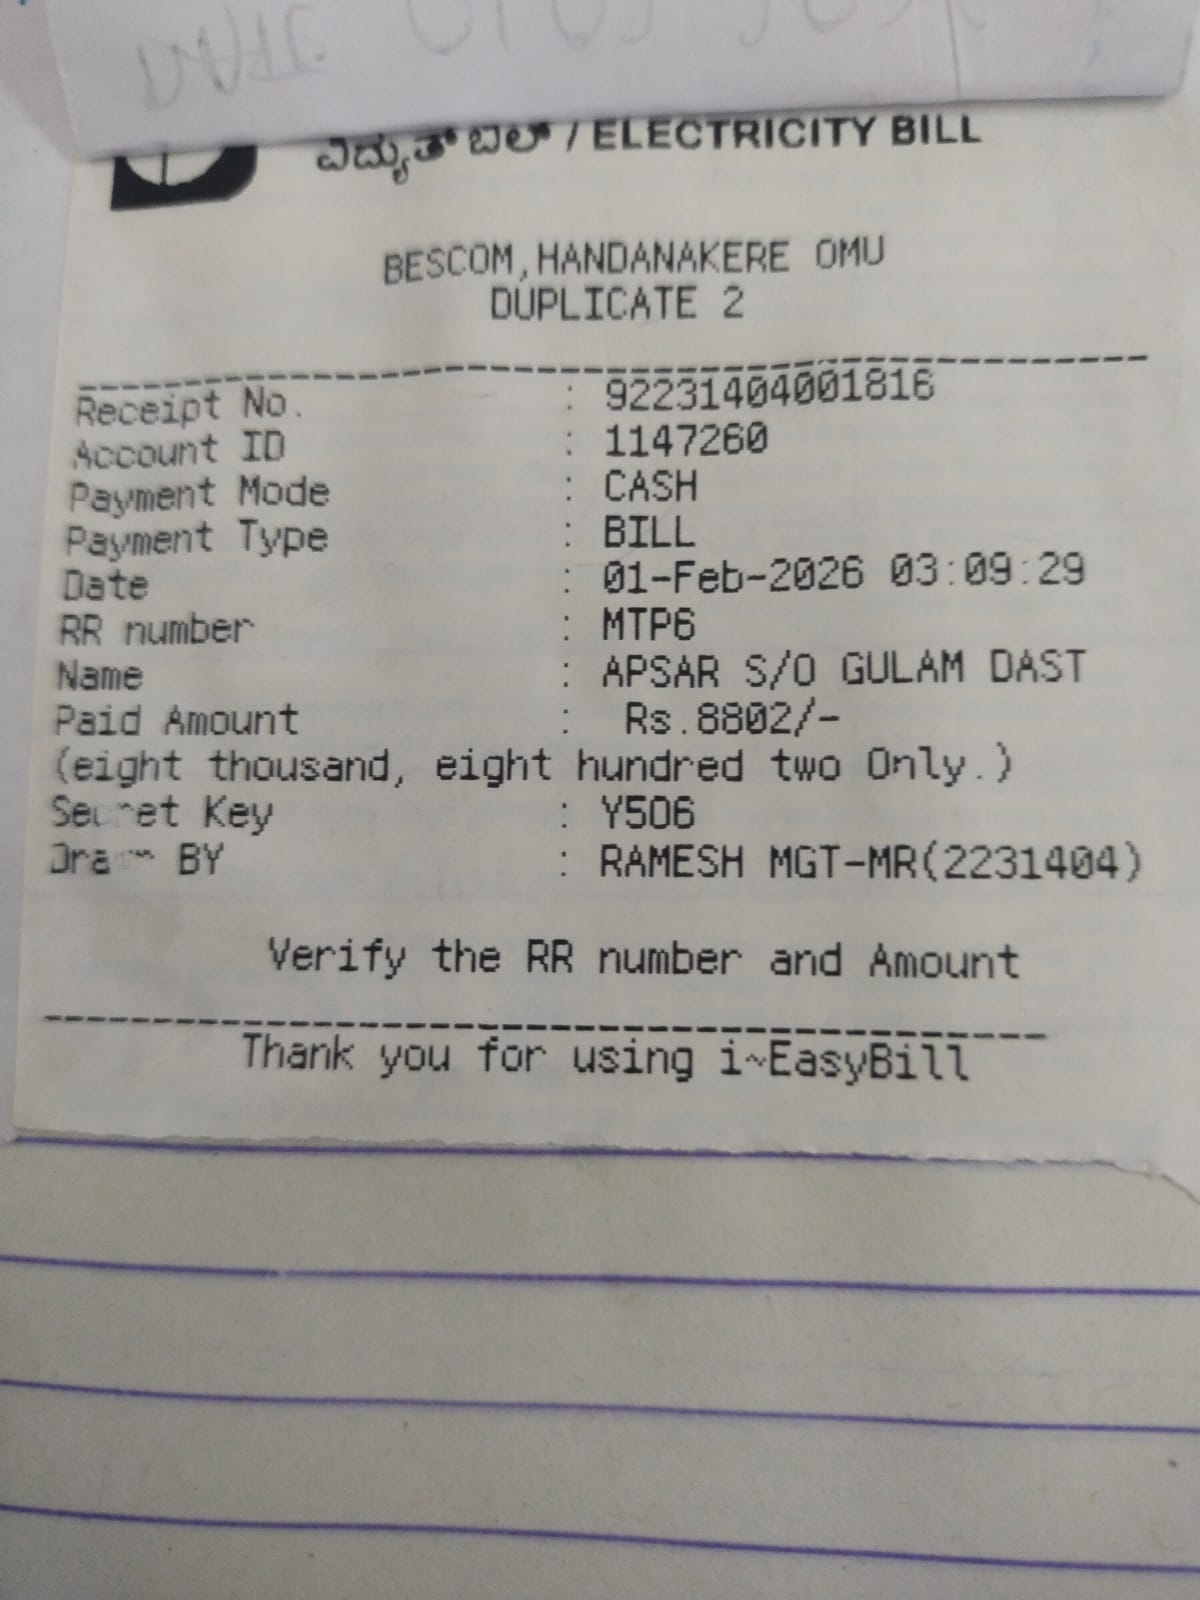 ವಿದ್ಯುತ್ ಬಿಲ್ / ELECTRICITY BILL
BESCOM,HANDANAKERE OMU
DUPLICATE 2
Receipt No. : 92231404001816
Account ID : 1147260
Payment Mode : CASH
Payment Type : BILL
Date : 01-Feb-2026 03:09:29
RR number : MTP6
Name : APSAR S/O GULAM DAST
Paid Amount : Rs.8802/-
(eight thousand, eight hundred two Only.)
Secret Key : Y506
BY : RAMESH MGT-MR(2231404)
Verify the RR number and Amount
Thank you for using i~EasyBill